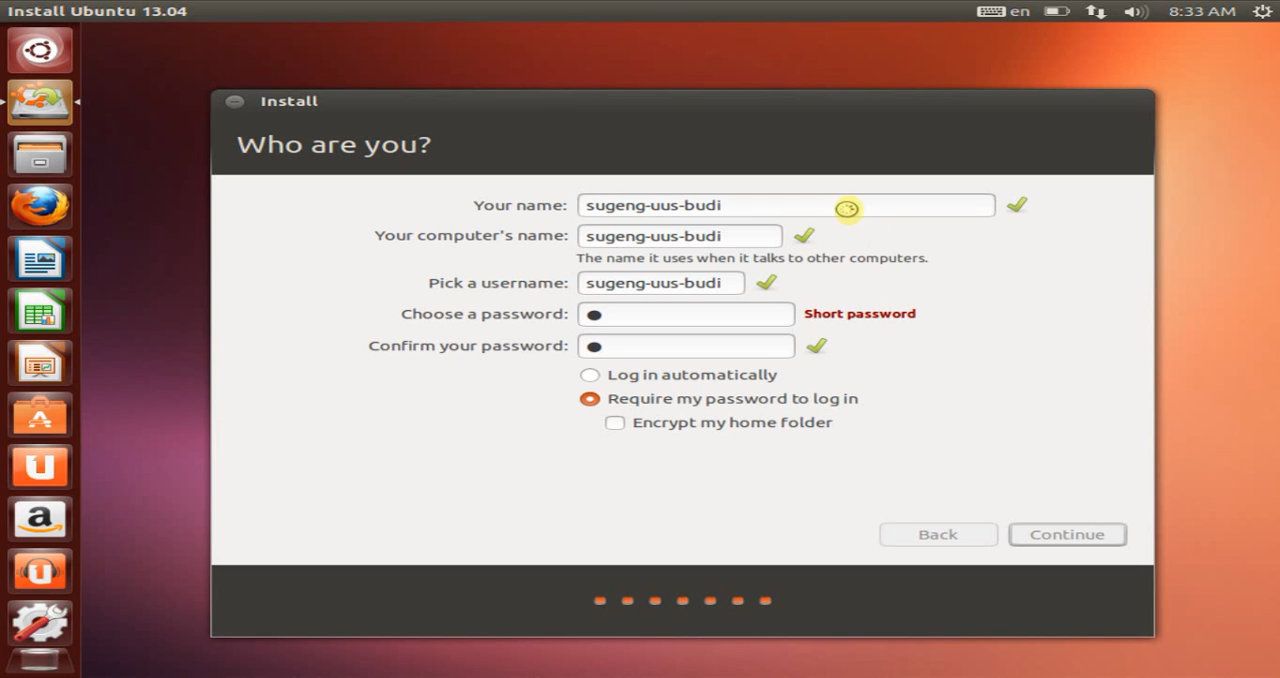 Install Ubuntu 13.04
en
8:33 AM
Install
Who are you?
Your name: sugeng-uus-budi
Your computer's name: sugeng-uus-budi
The name it uses when it talks to other computers.
Pick a username: sugeng-uus-budi
Choose a password: ● Short password
Confirm your password: ●
Log in automatically
Require my password to log in
Encrypt my home folder
Back
Continue